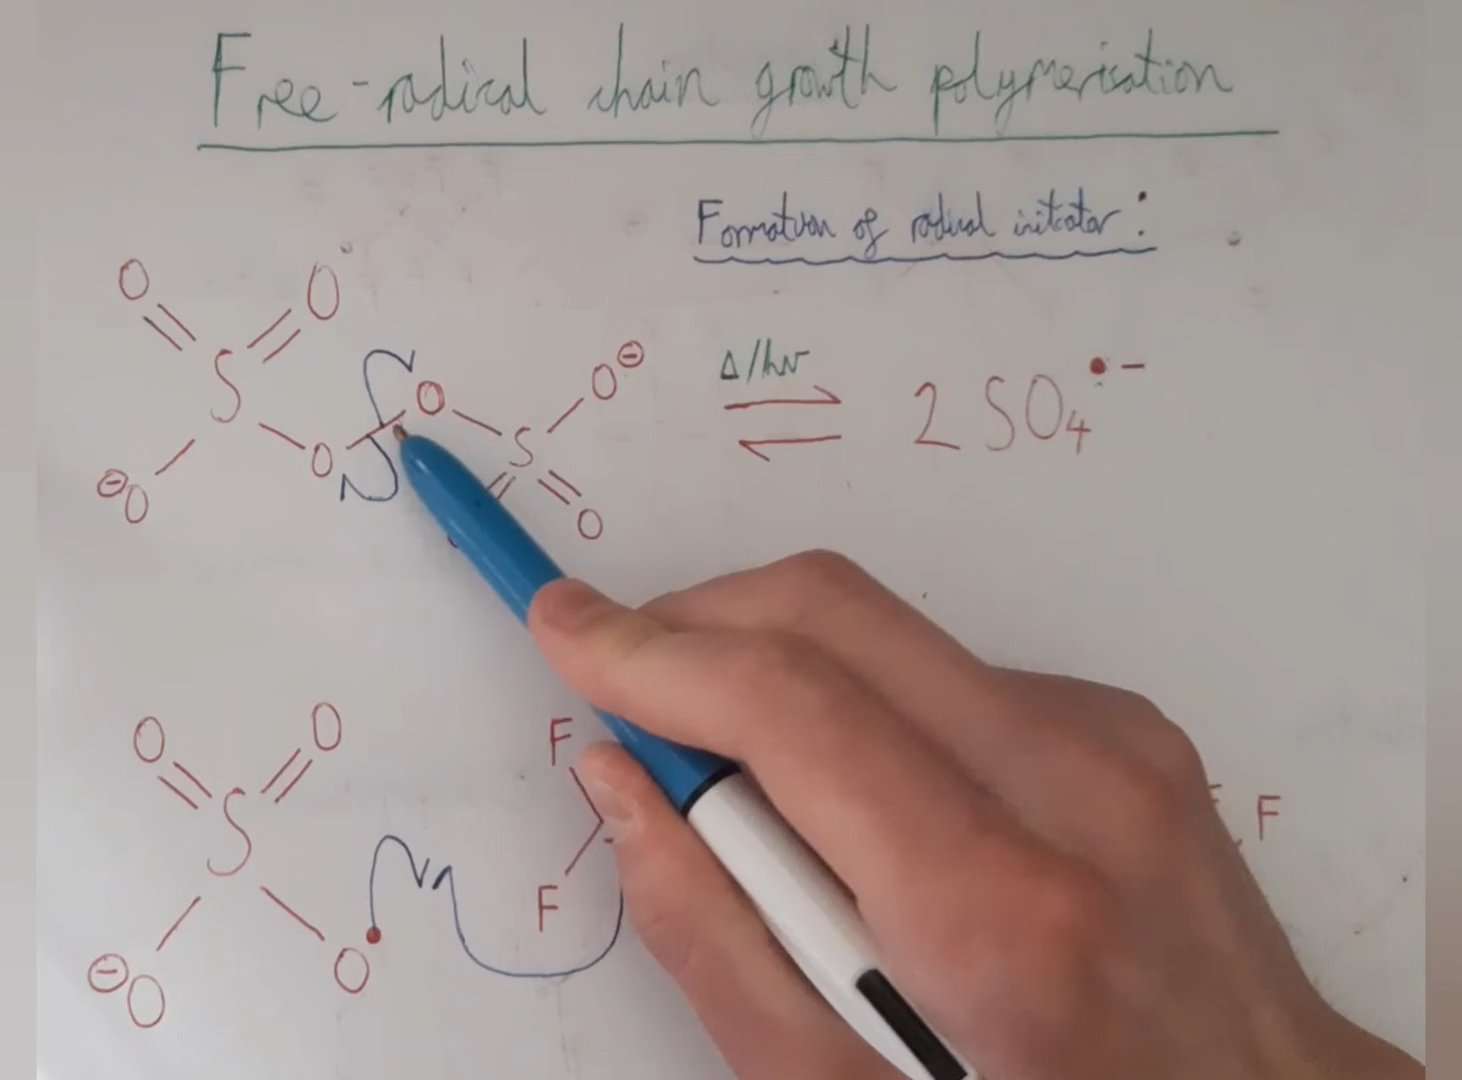 Free-radical chain growth polymerisation
Formation of radical initiator:
O O
S O O⊖
⊖O O S
O
Δ/hν
⇌ 2 SO₄•−
O O F
S
F F
⊖O O•